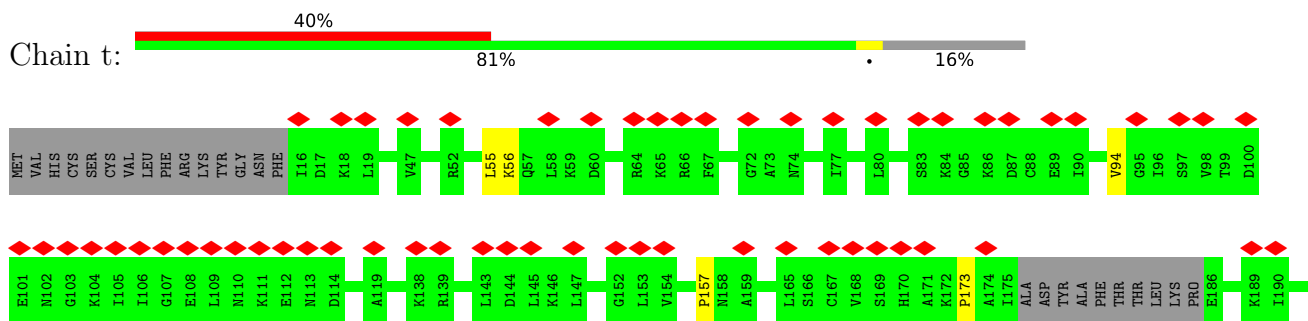 40%
Chain t:
81%
•
16%
MET VAL HIS CYS SER CYS VAL LEU PHE ARG LYS TYR GLY ASN PHE I16 D17 K18 L19 V47 R52 L55 K56 Q57 L58 K59 D60 R64 K65 R66 F67 G72 A73 N74 I77 L80 S83 K84 G85 K86 D87 C88 E89 I90 V94 G95 I96 S97 V98 T99 D100
E101 N102 G103 K104 I105 I106 G107 E108 L109 N110 K111 E112 N113 D114 A119 K138 R139 L143 D144 L145 K146 L147 G152 L153 V154 P157 N158 A159 L165 S166 C167 V168 S169 H170 A171 K172 P173 A174 I175 ALA ASP TYR ALA PHE THR THR LEU LYS PRO E186 K189 I190